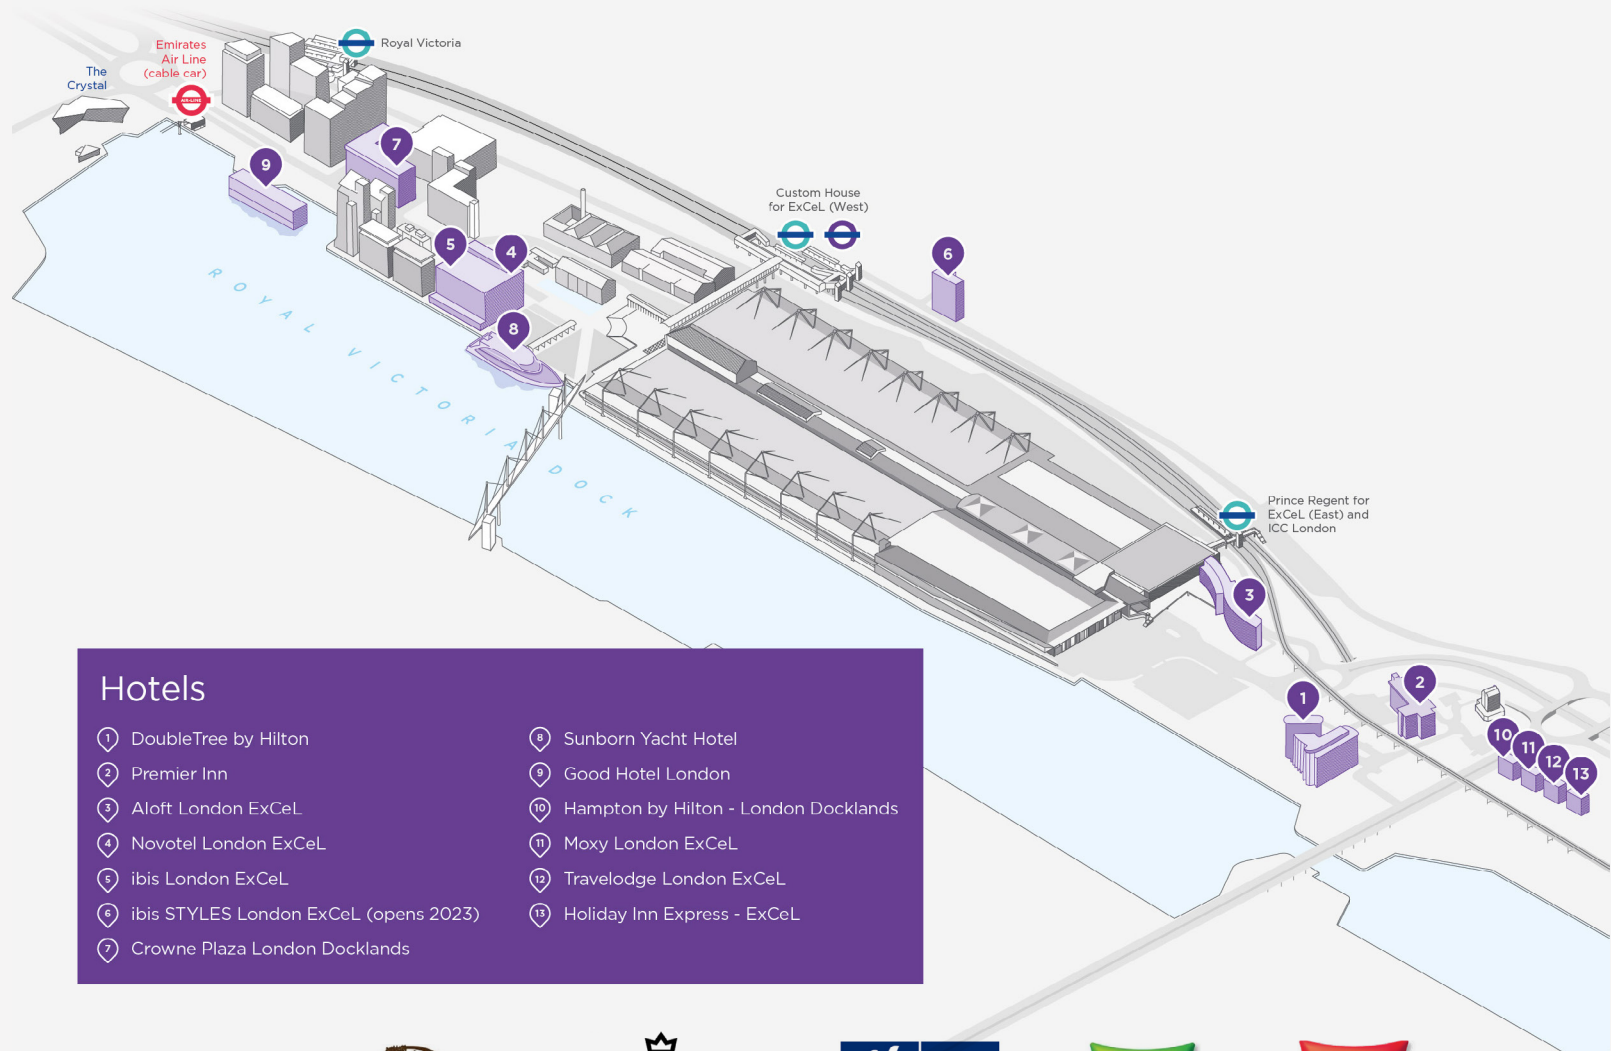 Royal Victoria
Emirates
Air Line
(cable car)
The
Crystal
AIR-LINE
7
9
Custom House
for ExCeL (West)
5
4
6
8
ROYAL VICTORIA DOCK
Prince Regent for
ExCeL (East) and
ICC London
3
2
1
10
11
12
13
Hotels
1 DoubleTree by Hilton
2 Premier Inn
3 Aloft London ExCeL
4 Novotel London ExCeL
5 ibis London ExCeL
6 ibis STYLES London ExCeL (opens 2023)
7 Crowne Plaza London Docklands
8 Sunborn Yacht Hotel
9 Good Hotel London
10 Hampton by Hilton - London Docklands
11 Moxy London ExCeL
12 Travelodge London ExCeL
13 Holiday Inn Express - ExCeL